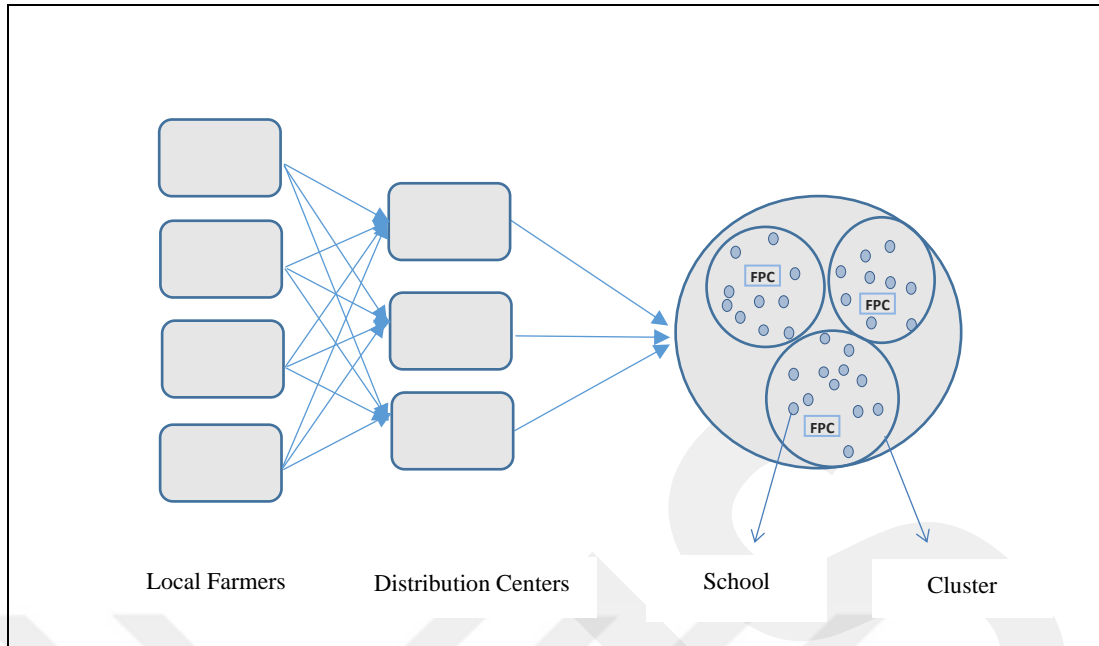 FPC
FPC
FPC
Local Farmers
Distribution Centers
School
Cluster